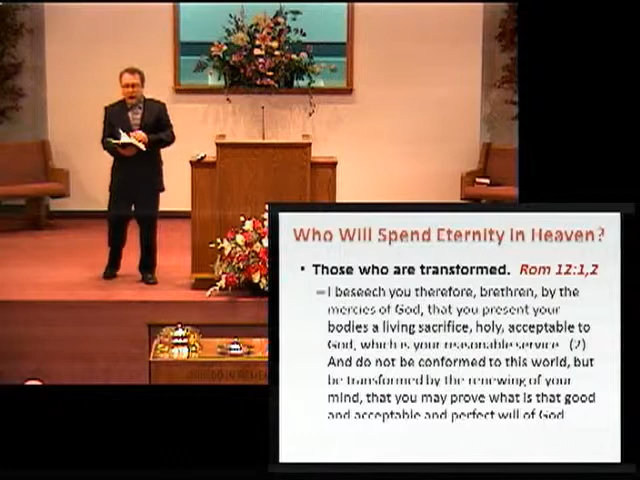 Who Will Spend Eternity in Heaven?
• Those who are transformed. Rom 12:1,2
– I beseech you therefore, brethren, by the
mercies of God, that you present your
bodies a living sacrifice, holy, acceptable to
God, which is your reasonable service. (2)
And do not be conformed to this world, but
be transformed by the renewing of your
mind, that you may prove what is that good
and acceptable and perfect will of God